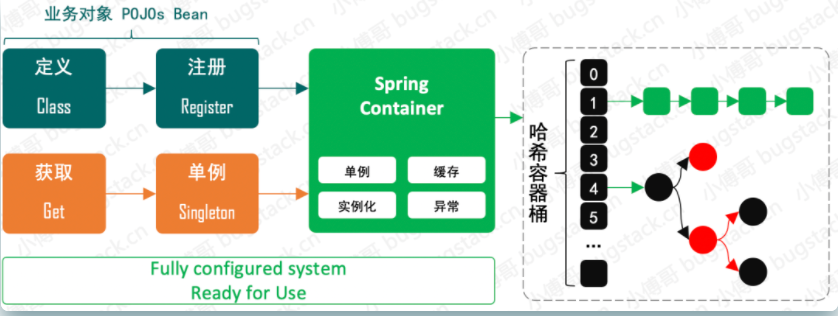 业务对象 POJOs Bean
定义
Class
注册
Register
获取
Get
单例
Singleton
Spring
Container
单例
缓存
实例化
异常
Fully configured system
Ready for Use
哈希容器桶
0
1
2
3
4
5
...
小傅哥 bugstack.cn